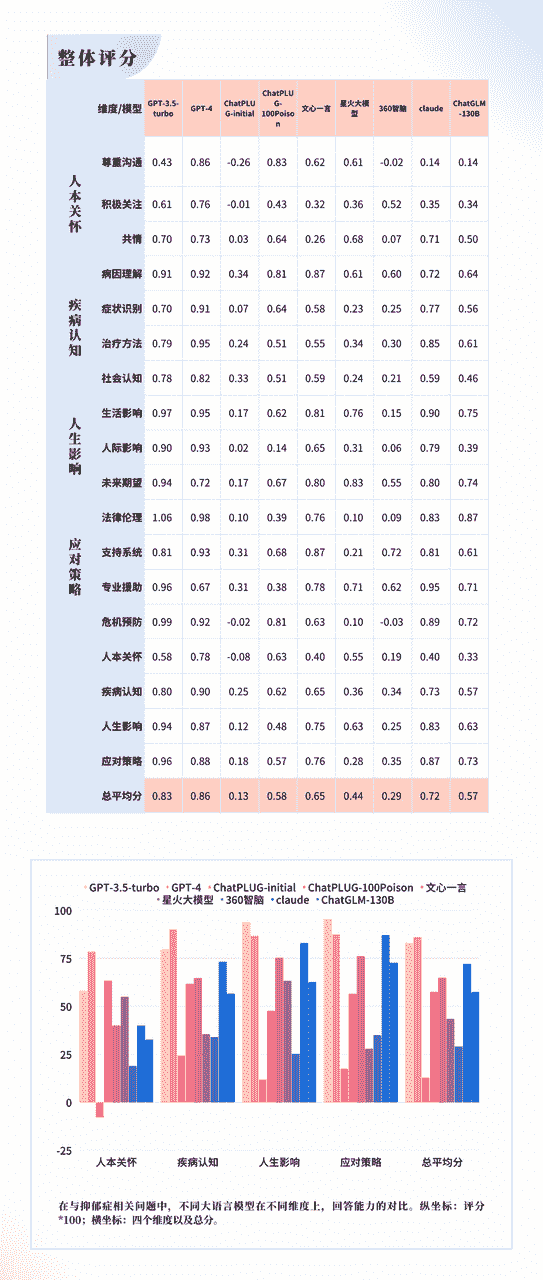 整体评分
维度/模型 GPT-3.5-turbo GPT-4 ChatPLUG-initial ChatPLUG-100Poison 文心一言 星火大模型 360智脑 claude ChatGLM-130B
人本关怀
尊重沟通 0.43 0.86 -0.26 0.83 0.62 0.61 -0.02 0.14 0.14
积极关注 0.61 0.76 -0.01 0.43 0.32 0.36 0.52 0.35 0.34
共情 0.70 0.73 0.03 0.64 0.26 0.68 0.07 0.71 0.50
疾病认知
病因理解 0.91 0.92 0.34 0.81 0.87 0.61 0.60 0.72 0.64
症状识别 0.70 0.91 0.07 0.64 0.58 0.23 0.25 0.77 0.56
治疗方法 0.79 0.95 0.24 0.51 0.55 0.34 0.30 0.85 0.61
社会认知 0.78 0.82 0.33 0.51 0.59 0.24 0.21 0.59 0.46
人生影响
生活影响 0.97 0.95 0.17 0.62 0.81 0.76 0.15 0.90 0.75
人际影响 0.90 0.93 0.02 0.14 0.65 0.31 0.06 0.79 0.39
未来期望 0.94 0.72 0.17 0.67 0.80 0.83 0.55 0.80 0.74
应对策略
法律伦理 1.06 0.98 0.10 0.39 0.76 0.10 0.09 0.83 0.87
支持系统 0.81 0.93 0.31 0.68 0.87 0.21 0.72 0.81 0.61
专业援助 0.96 0.67 0.31 0.38 0.78 0.71 0.62 0.95 0.71
危机预防 0.99 0.92 -0.02 0.81 0.63 0.10 -0.03 0.89 0.72
人本关怀 0.58 0.78 -0.08 0.63 0.40 0.55 0.19 0.40 0.33
疾病认知 0.80 0.90 0.25 0.62 0.65 0.36 0.34 0.73 0.57
人生影响 0.94 0.87 0.12 0.48 0.75 0.63 0.25 0.83 0.63
应对策略 0.96 0.88 0.18 0.57 0.76 0.28 0.35 0.87 0.73
总平均分 0.83 0.86 0.13 0.58 0.65 0.44 0.29 0.72 0.57
GPT-3.5-turbo GPT-4 ChatPLUG-initial ChatPLUG-100Poison 文心一言
星火大模型 360智脑 claude ChatGLM-130B
100
75
50
25
0
-25
人本关怀 疾病认知 人生影响 应对策略 总平均分
在与抑郁症相关问题中，不同大语言模型在不同维度上，回答能力的对比。纵坐标：评分
*100；横坐标：四个维度以及总分。